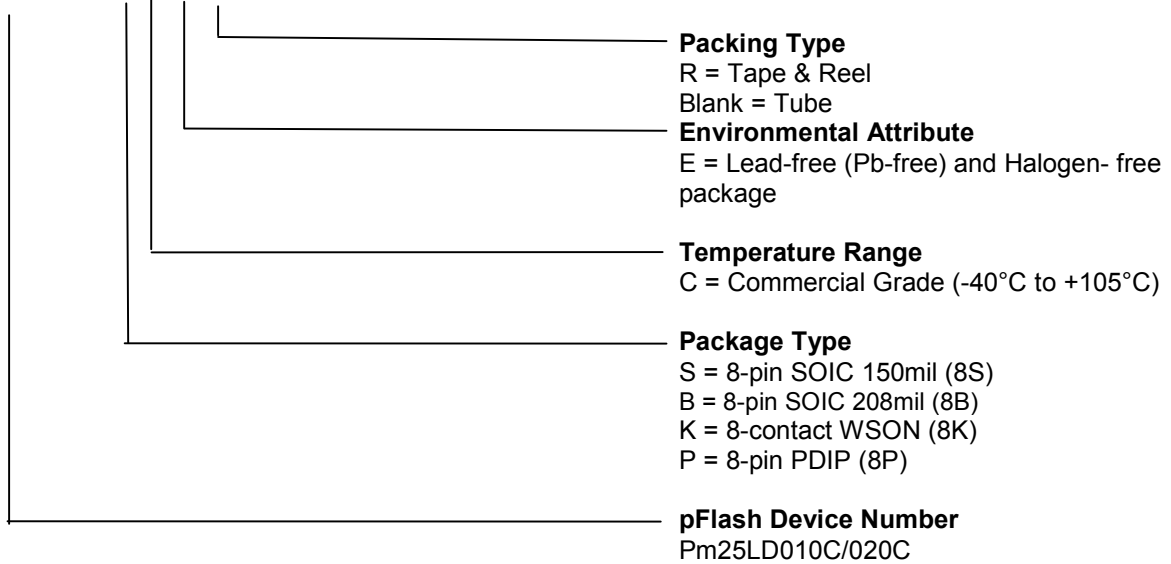 Packing Type
R = Tape & Reel
Blank = Tube
Environmental Attribute
E = Lead-free (Pb-free) and Halogen- free
package
Temperature Range
C = Commercial Grade (-40°C to +105°C)
Package Type
S = 8-pin SOIC 150mil (8S)
B = 8-pin SOIC 208mil (8B)
K = 8-contact WSON (8K)
P = 8-pin PDIP (8P)
pFlash Device Number
Pm25LD010C/020C